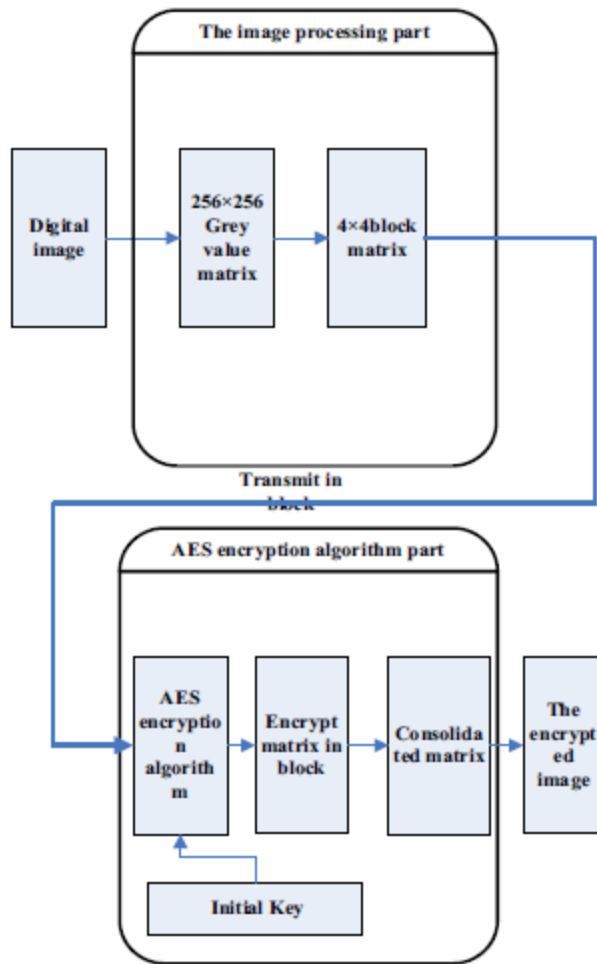 The image processing part
Digital
image
256×256
Grey
value
matrix
4×4block
matrix
Transmit in
block
AES encryption algorithm part
AES
encryptio
n
algorith
m
Encrypt
matrix in
block
Consolida
ted matrix
The
encrypt
ed
image
Initial Key